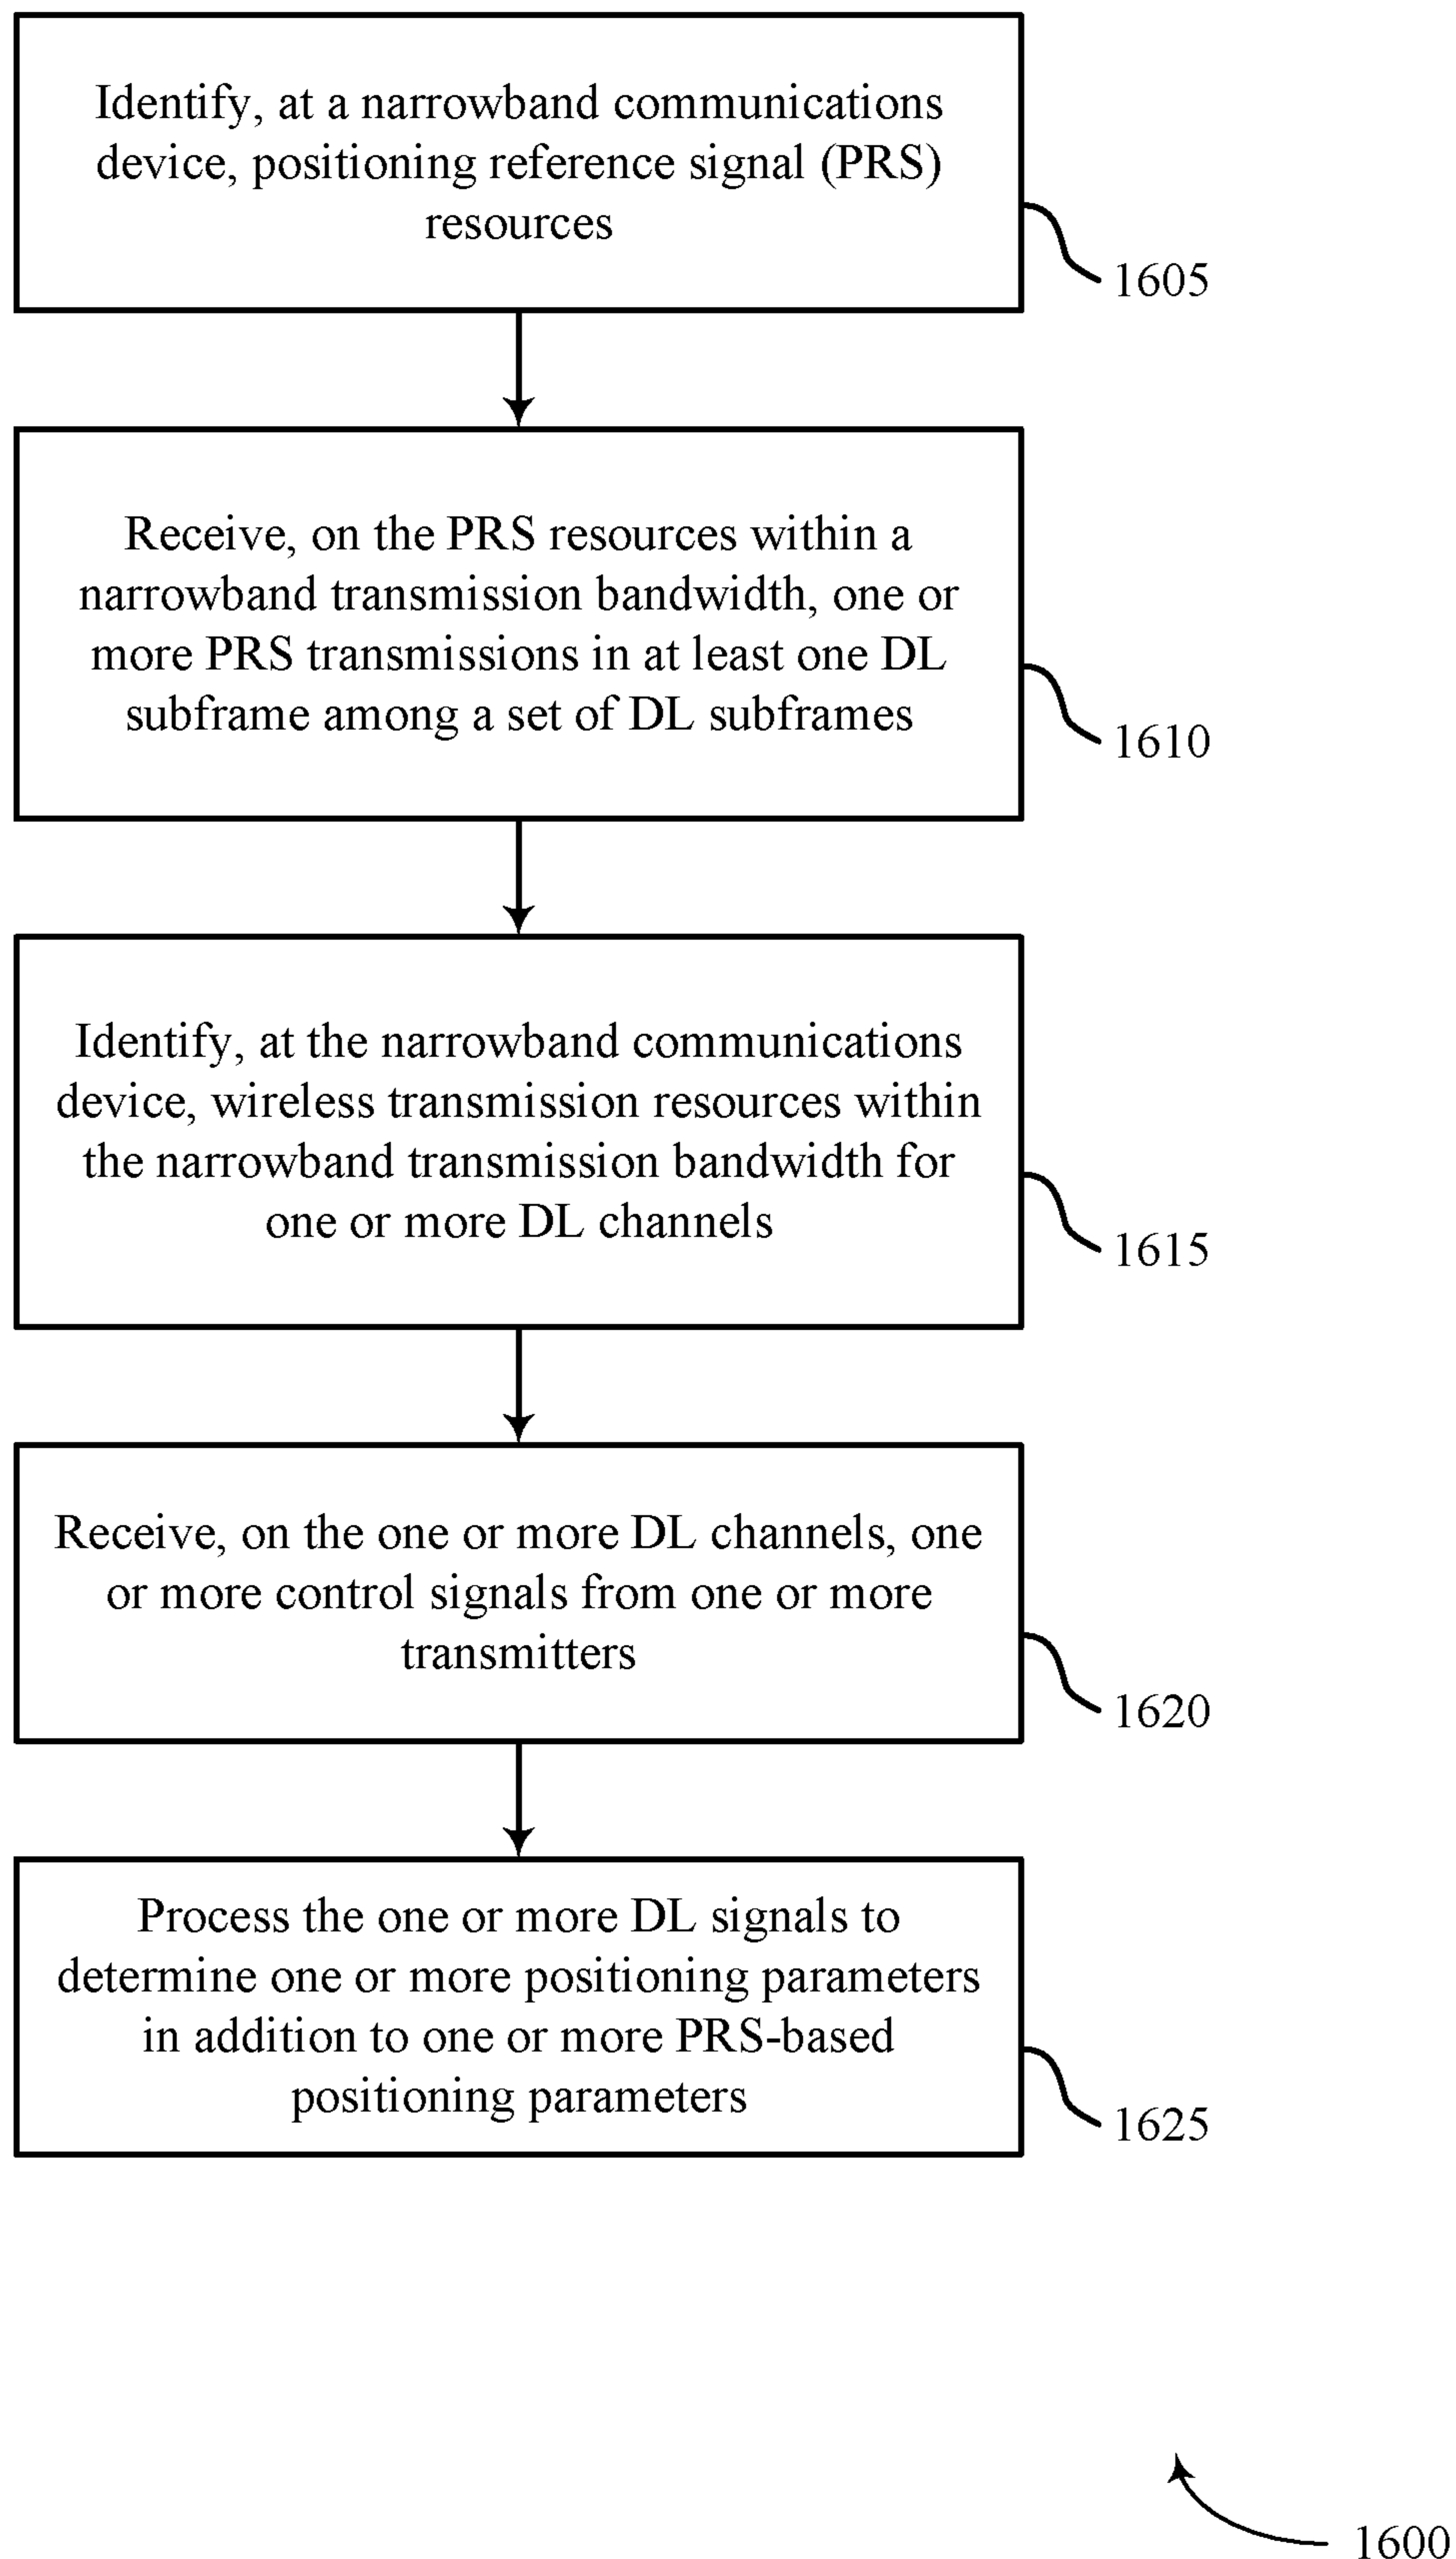 Identify, at a narrowband communications
device, positioning reference signal (PRS)
resources
1605
Receive, on the PRS resources within a
narrowband transmission bandwidth, one or
more PRS transmissions in at least one DL
subframe among a set of DL subframes
1610
Identify, at the narrowband communications
device, wireless transmission resources within
the narrowband transmission bandwidth for
one or more DL channels
1615
Receive, on the one or more DL channels, one
or more control signals from one or more
transmitters
1620
Process the one or more DL signals to
determine one or more positioning parameters
in addition to one or more PRS-based
positioning parameters
1625
1600